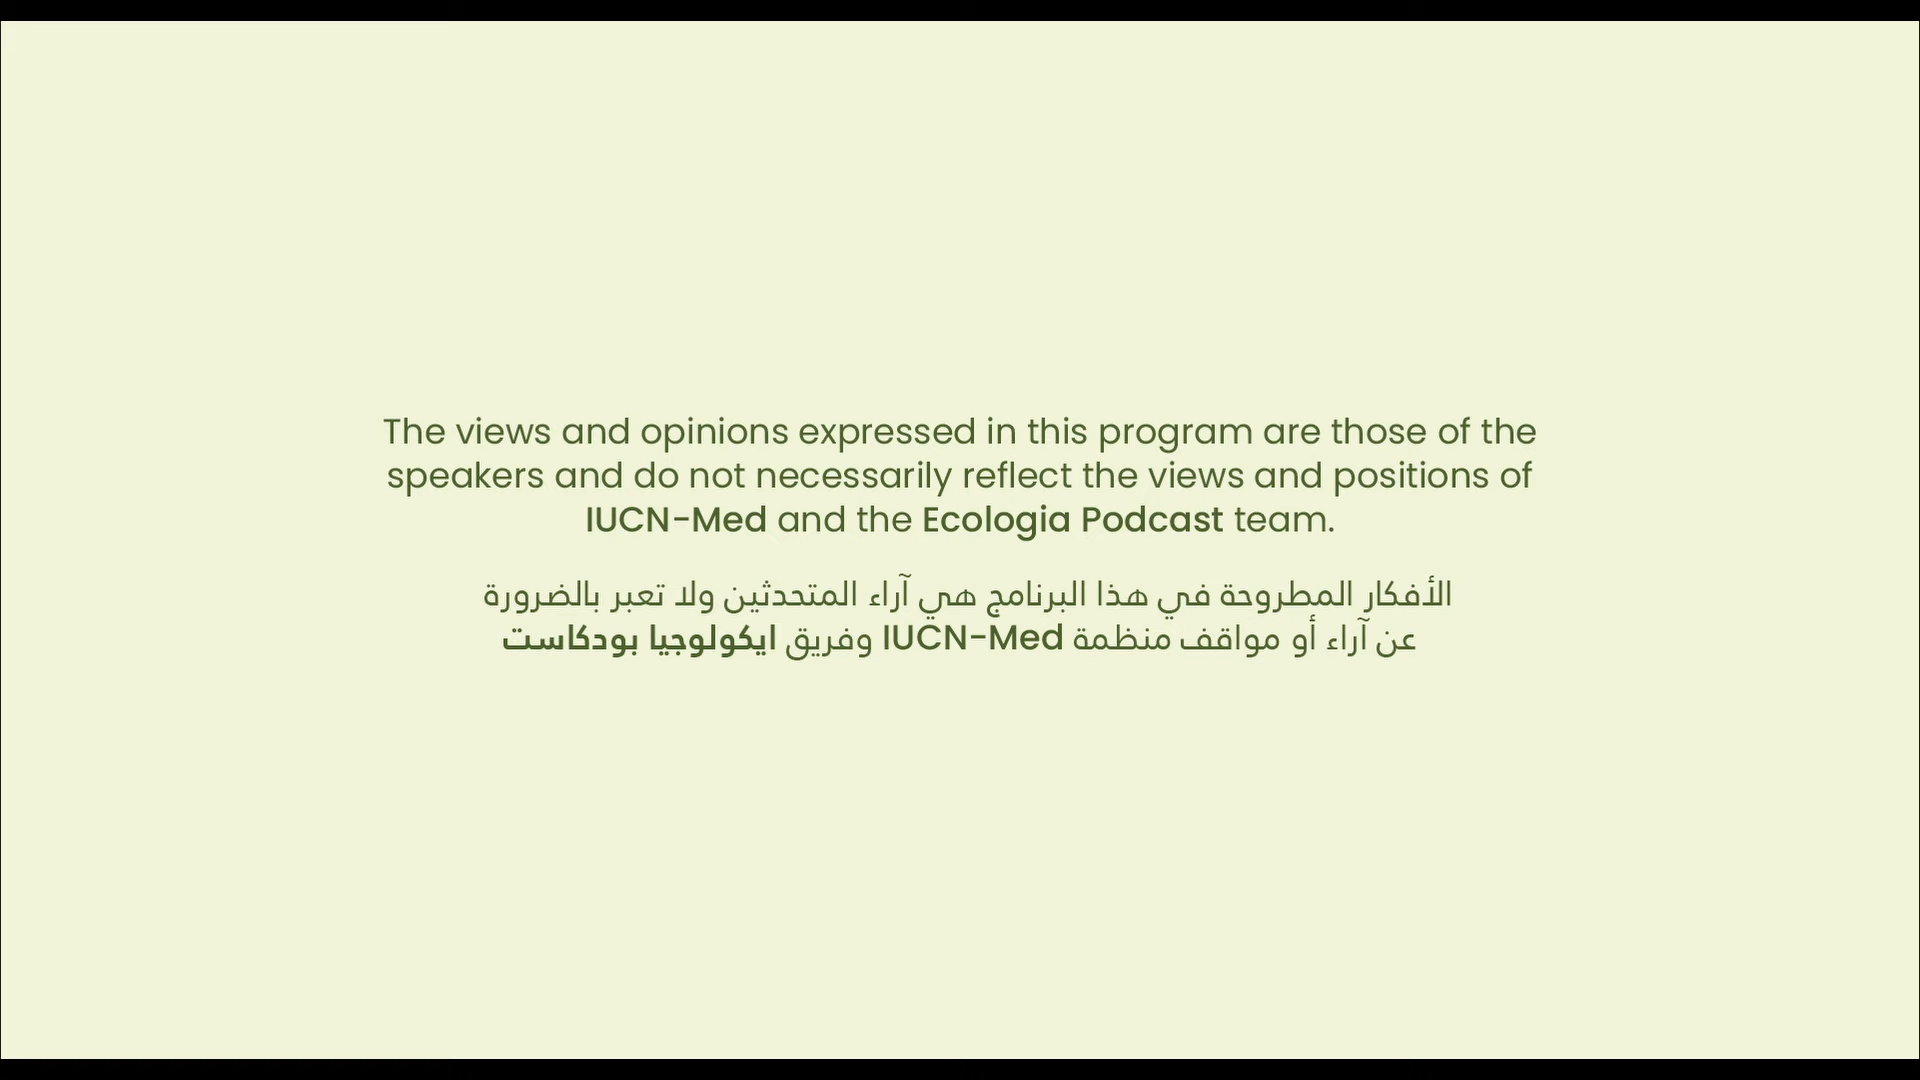 The views and opinions expressed in this program are those of the
speakers and do not necessarily reflect the views and positions of
IUCN-Med and the Ecologia Podcast team.
الأفكار المطروحة في هذا البرنامج هي آراء المتحدثين ولا تعبر بالضرورة
عن آراء أو مواقف منظمة IUCN-Med وفريق ايكولوجيا بودكاست